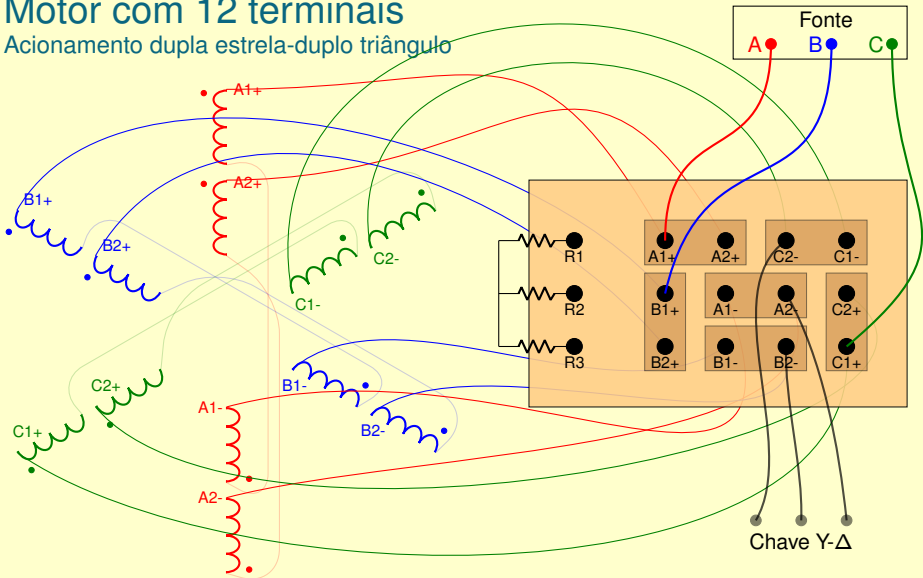 Motor com 12 terminais
Acionamento dupla estrela-duplo triângulo
Fonte
A B C
A1+
A2+
B1+
B2+
C2-
C1-
R1 A1+ A2+ C2- C1-
R2 B1+ A1- A2- C2+
R3 B2+ B1- B2- C1+
B1-
B2-
C2+
C1+
A1-
A2-
Chave Y-Δ